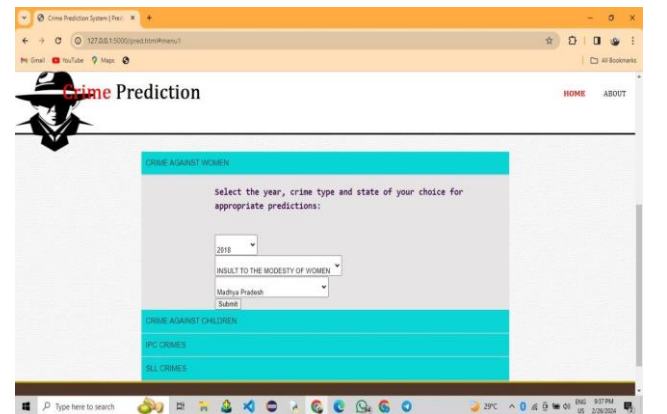 Crime Prediction System | Prec
127.0.0.1:5000/pred.html#menu1
Gmail YouTube Maps
All Bookmarks
Crime Prediction
HOME ABOUT
CRIME AGAINST WOMEN
Select the year, crime type and state of your choice for
appropriate predictions:
2018
INSULT TO THE MODESTY OF WOMEN
Madhya Pradesh
Submit
CRIME AGAINST CHILDREN
IPC CRIMES
SLL CRIMES
Type here to search
29°C
ENG 9:07 PM
US 2/26/2024